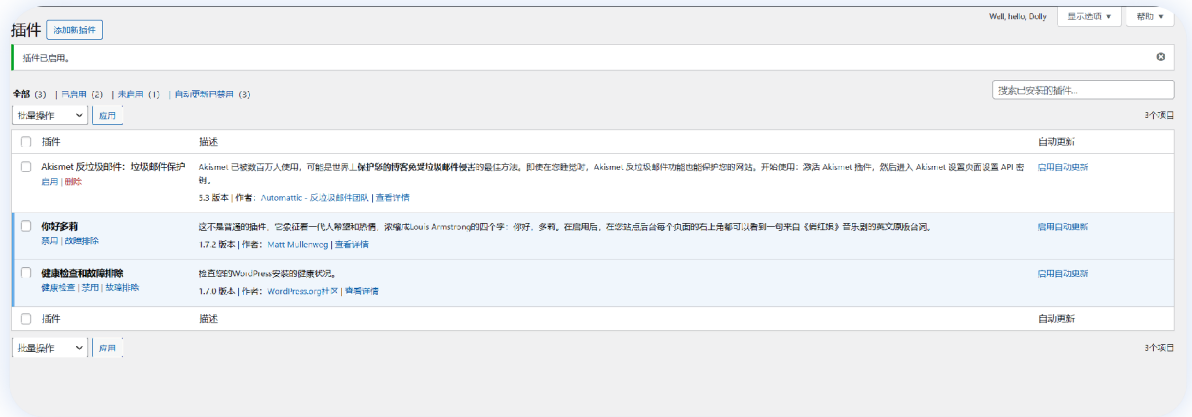 Well, hello, Dolly 显示选项 ▼ 帮助 ▼
插件 添加新插件
插件已启用。
全部 (3) | 已启用 (2) | 未启用 (1) | 自动更新已禁用 (3)
搜索已安装的插件...
批量操作 应用 3个项目
插件 描述 自动更新
Akismet 反垃圾邮件：垃圾邮件保护 Akismet 已被数百万人使用，可能是世界上保护您的博客免受垃圾邮件侵害的最佳方法。即使在您睡觉时，Akismet 反垃圾邮件功能也能保护您的网站。开始使用：激活 Akismet 插件，然后进入 Akismet 设置页面设置 API 密 启用自动更新
启用 | 删除 钥。
5.3 版本 | 作者：Automattic - 反垃圾邮件团队 | 查看详情
你好多莉 这不是普通的插件，它象征着一代人希望和热情，浓缩成Louis Armstrong的四个字：你好，多莉。在启用后，在您站点后台每个页面的右上角都可以看到一句来自《俏红娘》音乐剧的英文原版台词。 启用自动更新
禁用 | 故障排除 1.7.2 版本 | 作者：Matt Mullenweg | 查看详情
健康检查和故障排除 检查您的WordPress安装的健康状况。 启用自动更新
健康检查 | 禁用 | 故障排除 1.7.0 版本 | 作者：WordPress.org社区 | 查看详情
插件 描述 自动更新
批量操作 应用 3个项目